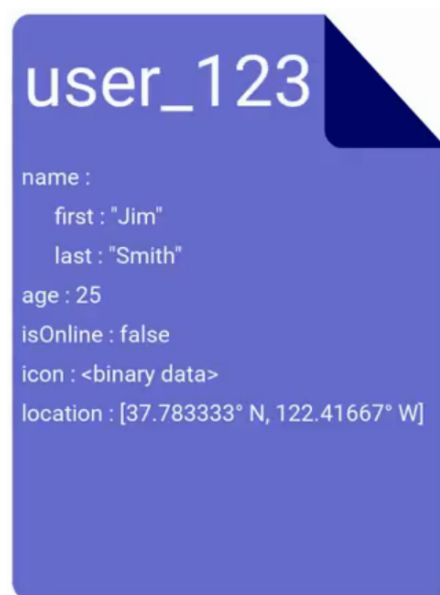 user_123
name :
first : "Jim"
last : "Smith"
age : 25
isOnline : false
icon : <binary data>
location : [37.783333° N, 122.41667° W]